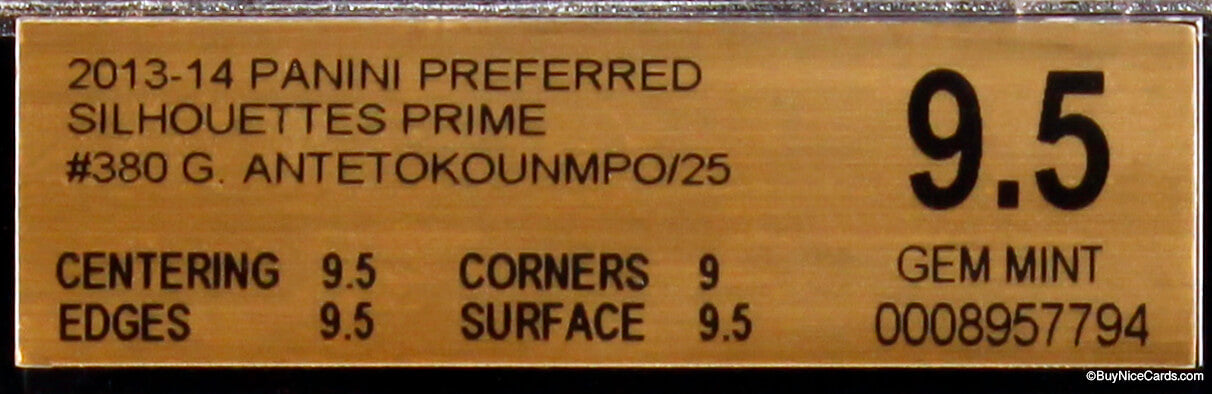 2013-14 PANINI PREFERRED
SILHOUETTES PRIME
#380 G. ANTETOKOUNMPO/25
9.5
GEM MINT
0008957794
CENTERING 9.5 CORNERS 9
EDGES 9.5 SURFACE 9.5
©BuyNiceCards.com